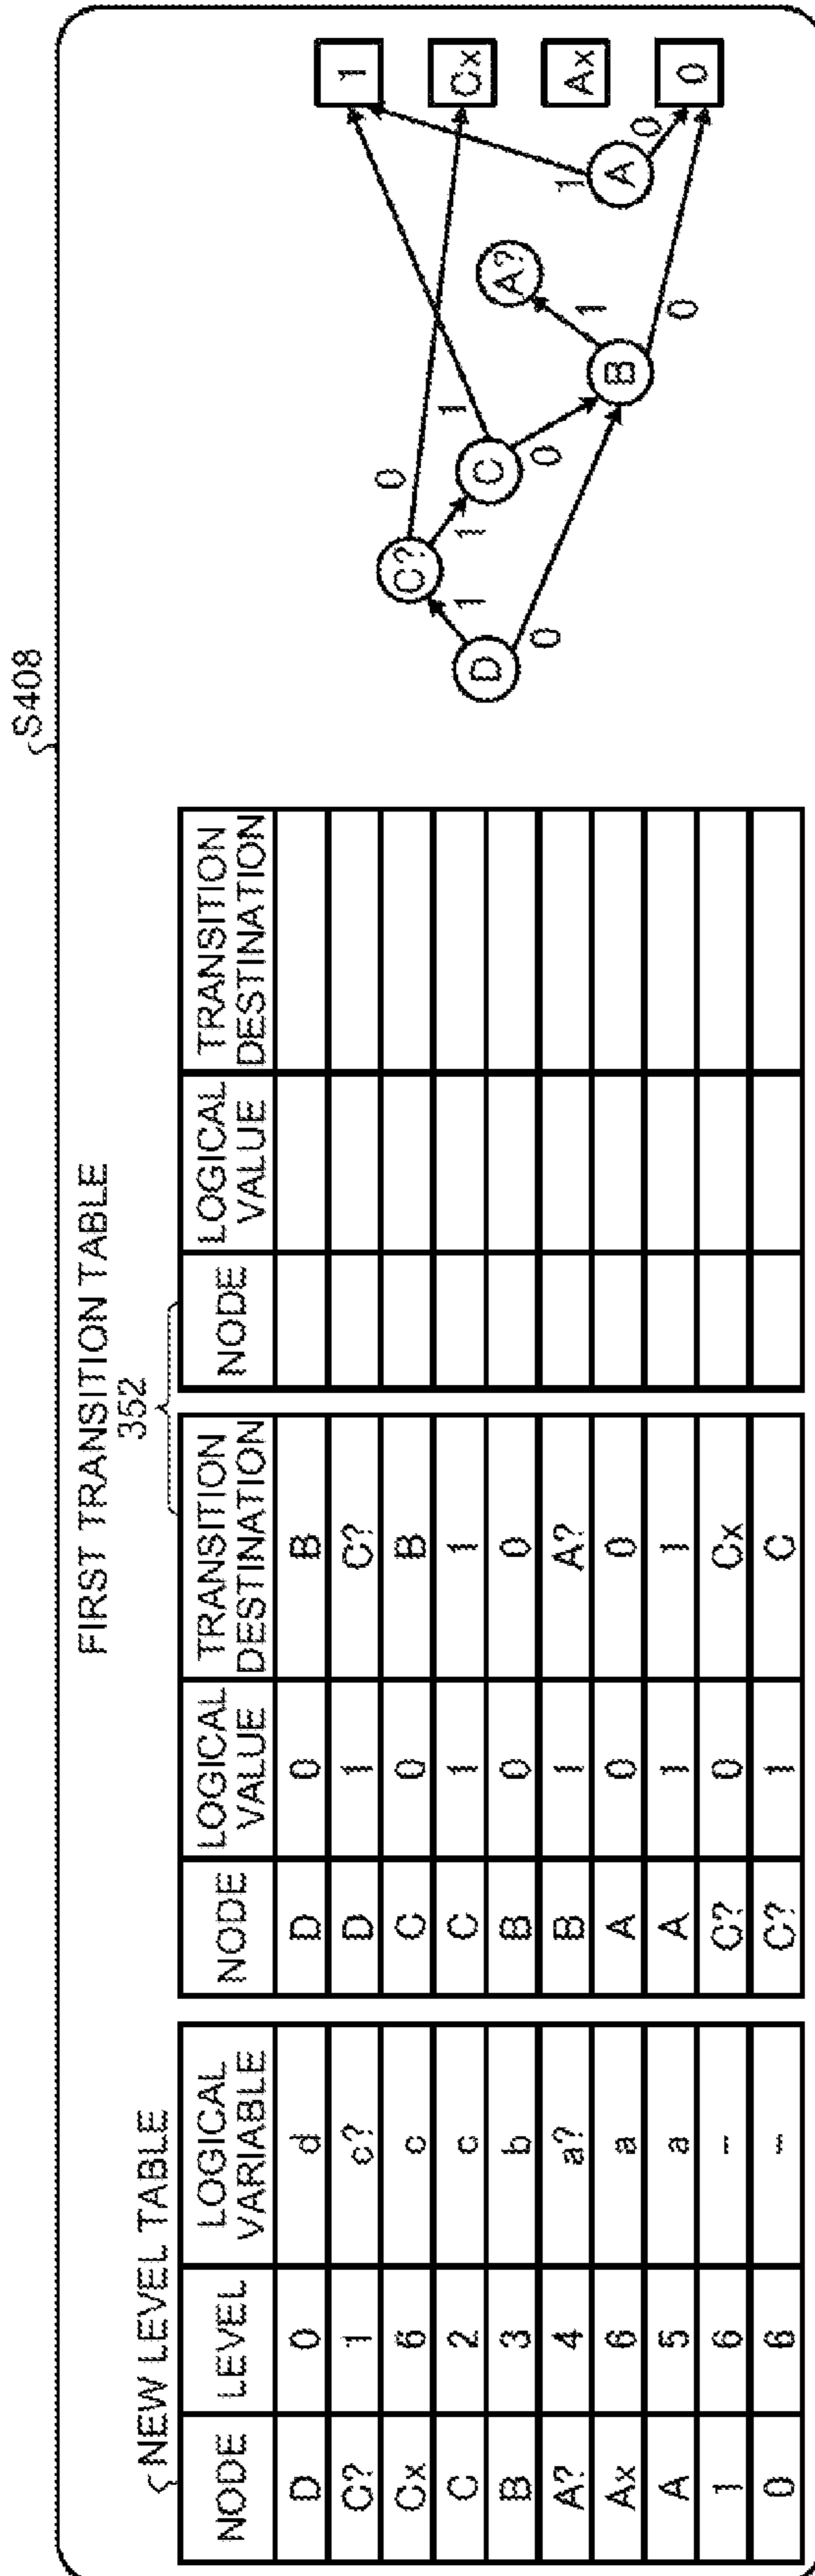 S408
NEW LEVEL TABLE
NODE LEVEL LOGICAL VARIABLE
D 0 d
C? 1 c?
Cx 6 c
C 2 c
B 3 b
A? 4 a?
Ax 6 a
A 5 a
1 6 --
0 6 --
FIRST TRANSITION TABLE
352
NODE LOGICAL VALUE TRANSITION DESTINATION
D 0 B
D 1 C?
C 0 B
C 1 1
B 0 0
B 1 A?
A 0 0
A 1 1
C? 0 Cx
C? 1 C
NODE LOGICAL VALUE TRANSITION DESTINATION
1
Cx
Ax
0
D
1
0
C?
0
1
C
1
0
B
1
0
A?
A
1
0